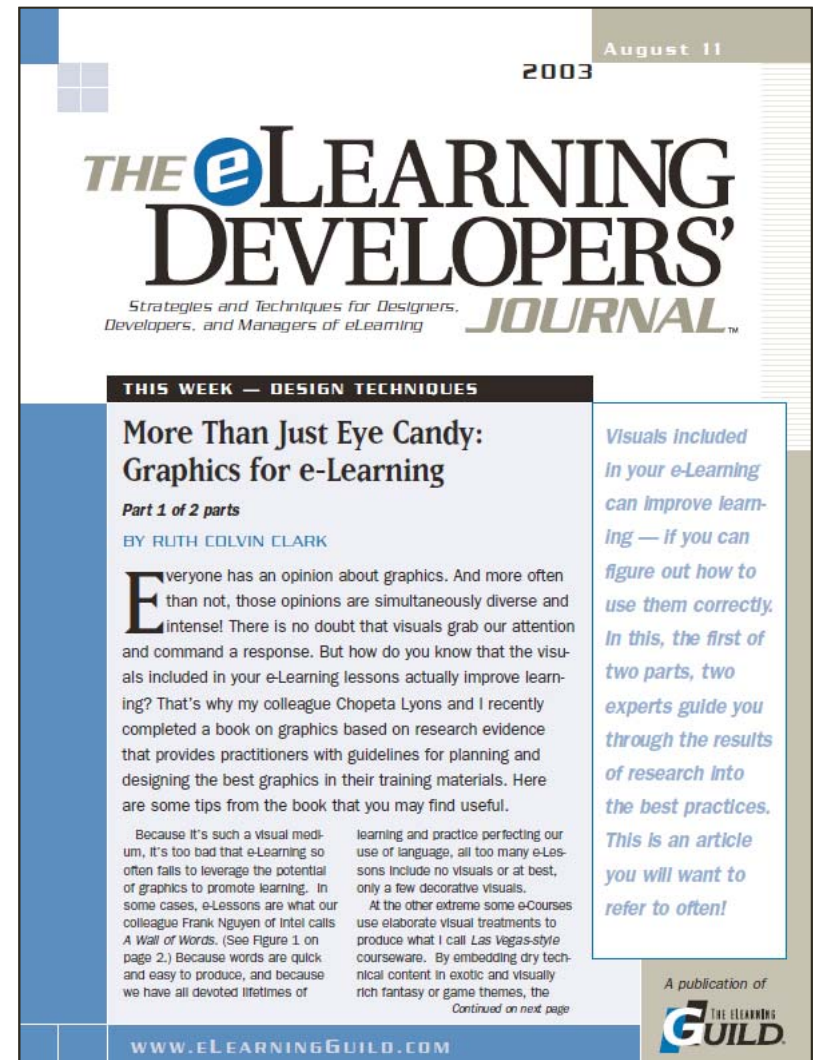 August 11
2003
THE eLEARNING
DEVELOPERS'
JOURNAL™
Strategies and Techniques for Designers,
Developers, and Managers of eLearning
THIS WEEK — DESIGN TECHNIQUES
More Than Just Eye Candy:
Graphics for e-Learning
Part 1 of 2 parts
BY RUTH COLVIN CLARK
Everyone has an opinion about graphics. And more often
than not, those opinions are simultaneously diverse and
intense! There is no doubt that visuals grab our attention
and command a response. But how do you know that the visu-
als included in your e-Learning lessons actually improve learn-
ing? That's why my colleague Chopeta Lyons and I recently
completed a book on graphics based on research evidence
that provides practitioners with guidelines for planning and
designing the best graphics in their training materials. Here
are some tips from the book that you may find useful.
Because it's such a visual medi-
um, it's too bad that e-Learning so
often fails to leverage the potential
of graphics to promote learning. In
some cases, e-Lessons are what our
colleague Frank Nguyen of Intel calls
A Wall of Words. (See Figure 1 on
page 2.) Because words are quick
and easy to produce, and because
we have all devoted lifetimes of
learning and practice perfecting our
use of language, all too many e-Les-
sons include no visuals or at best,
only a few decorative visuals.
At the other extreme some e-Courses
use elaborate visual treatments to
produce what I call Las Vegas-style
courseware. By embedding dry tech-
nical content in exotic and visually
rich fantasy or game themes, the
Continued on next page
Visuals included
in your e-Learning
can improve learn-
ing — if you can
figure out how to
use them correctly.
In this, the first of
two parts, two
experts guide you
through the results
of research into
the best practices.
This is an article
you will want to
refer to often!
A publication of
THE ELEARNING
GUILD
WWW.ELEARNINGGUILD.COM